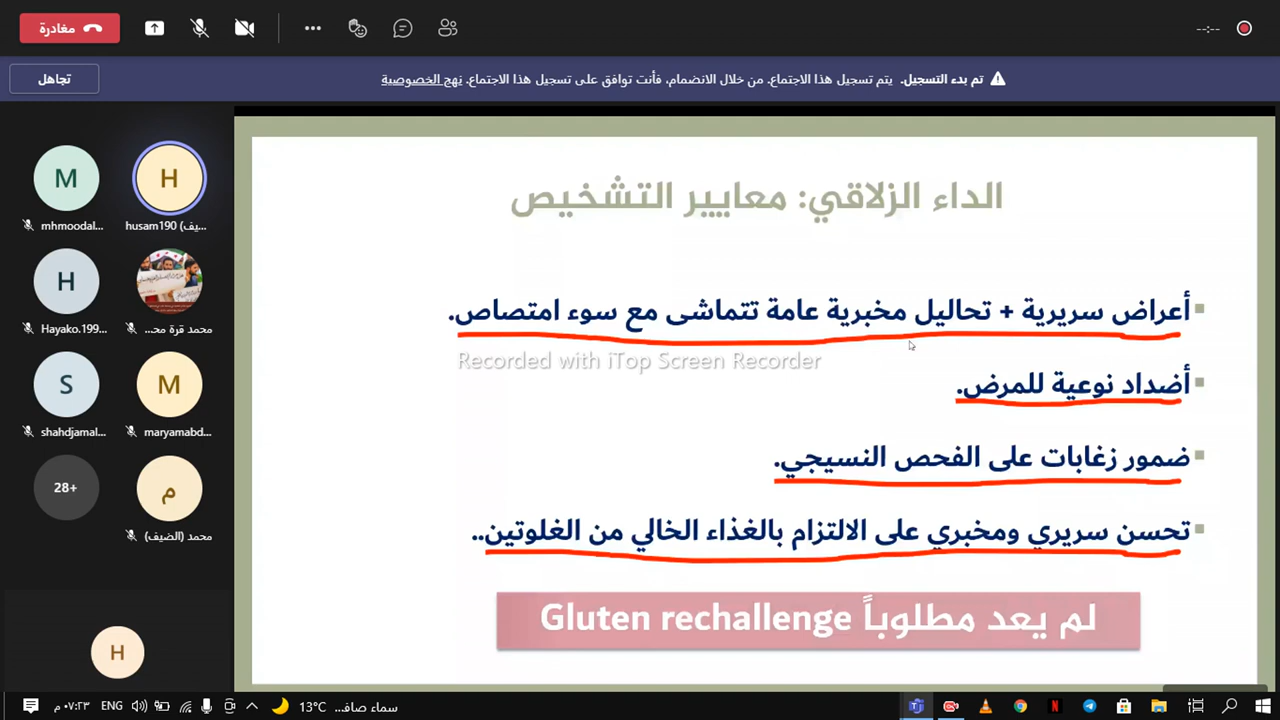 مغادرة
--:--
تم بدء التسجيل. يتم تسجيل هذا الاجتماع. من خلال الانضمام، فأنت توافق على تسجيل هذا الاجتماع. نهج الخصوصية
تجاهل
M
H
mhmoodal...
husam190 (...يف
H
Hayako.199...
محمد قرة مح...
S
M
shahdjamal...
maryamabd...
28+
م
محمد (الضيف)
H
الداء الزلاقي: معايير التشخيص
أعراض سريرية + تحاليل مخبرية عامة تتماشى مع سوء امتصاص.
Recorded with iTop Screen Recorder
أضداد نوعية للمرض.
ضمور زغابات على الفحص النسيجي.
تحسن سريري ومخبري على الالتزام بالغذاء الخالي من الغلوتين..
لم يعد مطلوباً Gluten rechallenge
٠٧:٢٣ م
ENG
13°C
سماء صاف...